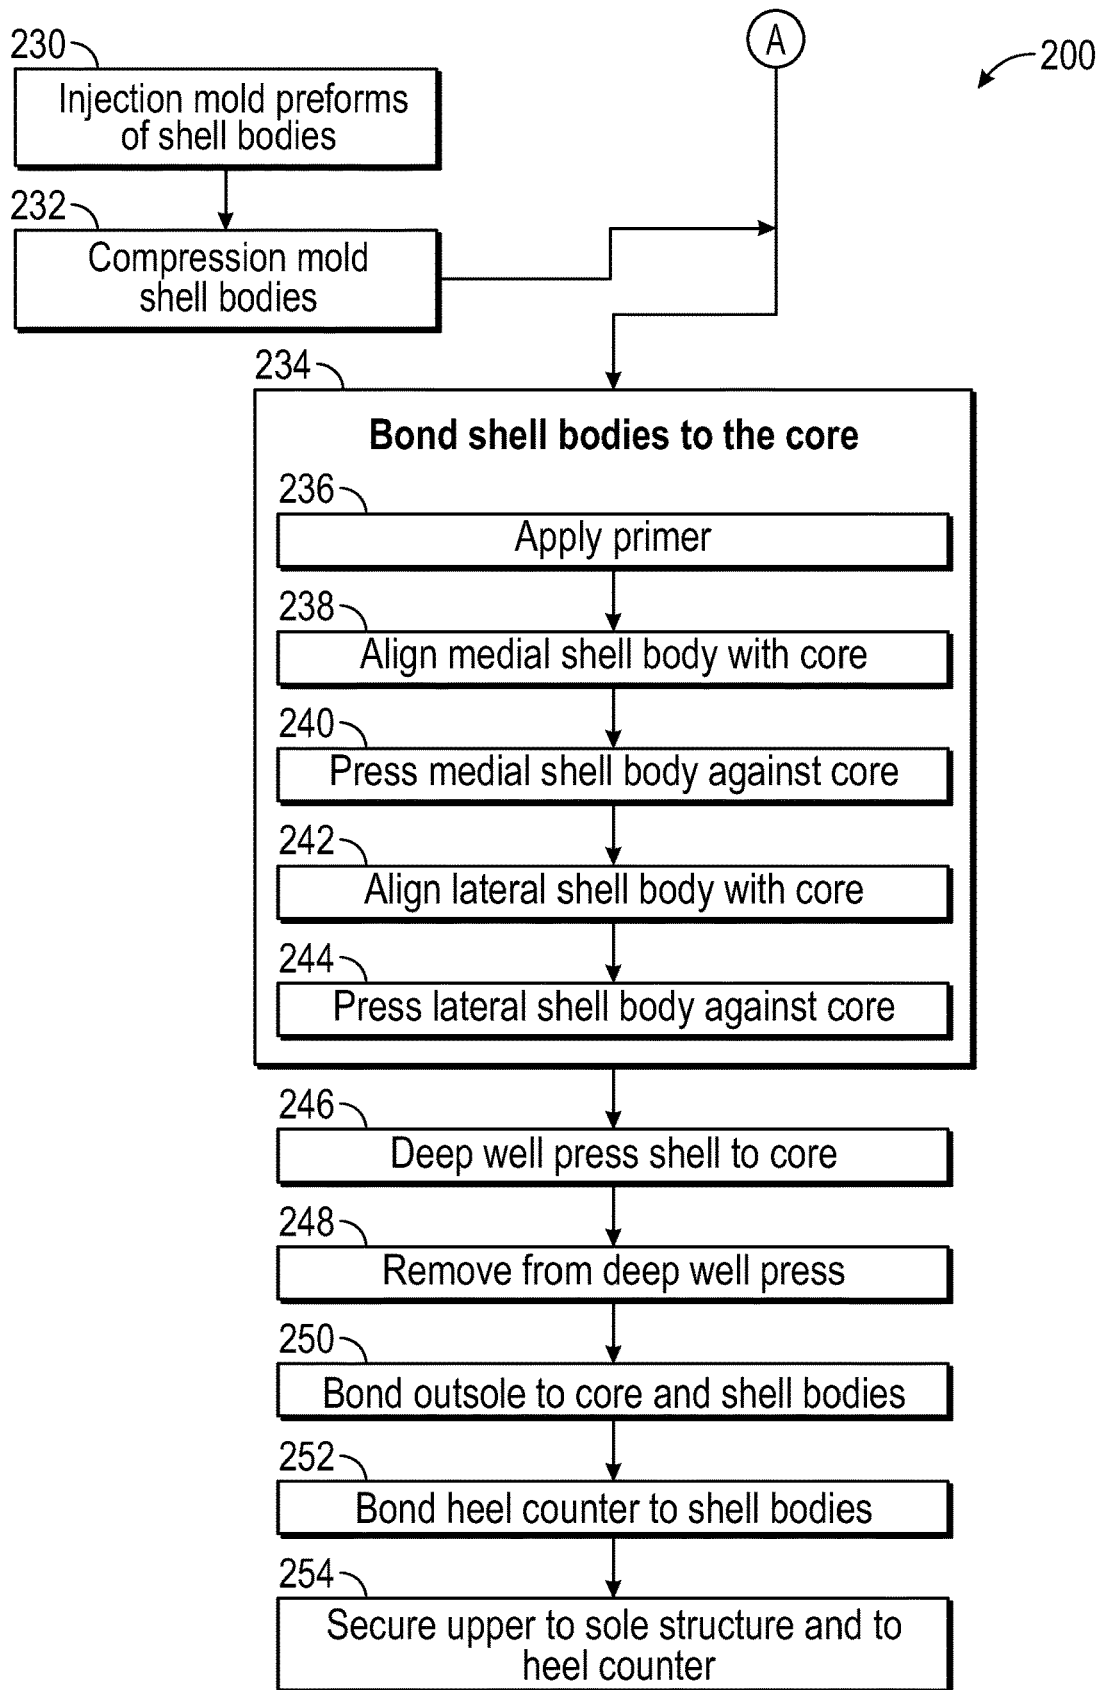 A
200
230
Injection mold preforms
of shell bodies
232
Compression mold
shell bodies
234
Bond shell bodies to the core
236
Apply primer
238
Align medial shell body with core
240
Press medial shell body against core
242
Align lateral shell body with core
244
Press lateral shell body against core
246
Deep well press shell to core
248
Remove from deep well press
250
Bond outsole to core and shell bodies
252
Bond heel counter to shell bodies
254
Secure upper to sole structure and to
heel counter